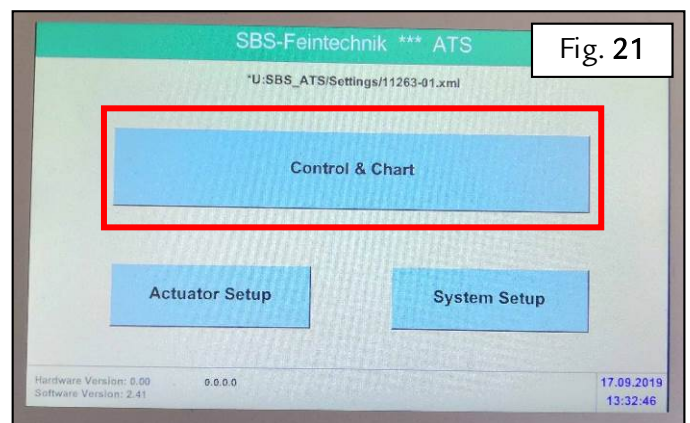 SBS-Feintechnik *** ATS
Fig. 21
*U:SBS_ATS/Settings/11263-01.xml
Control & Chart
Actuator Setup
System Setup
Hardware Version: 0.00
0.0.0.0
Software Version: 2.41
17.09.2019
13:32:46